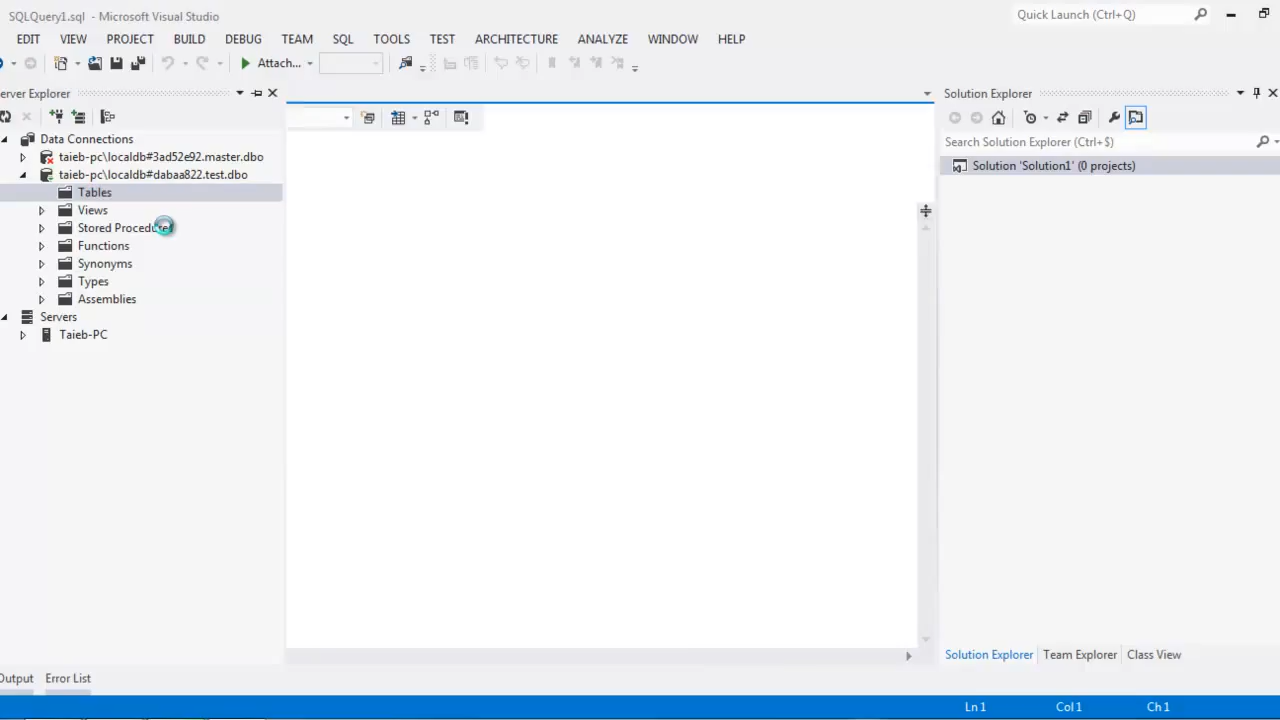 SQLQuery1.sql - Microsoft Visual Studio
Quick Launch (Ctrl+Q)
EDIT VIEW PROJECT BUILD DEBUG TEAM SQL TOOLS TEST ARCHITECTURE ANALYZE WINDOW HELP
Attach...
erver Explorer
Solution Explorer
Data Connections
Search Solution Explorer (Ctrl+$)
taieb-pc\localdb#3ad52e92.master.dbo
Solution 'Solution1' (0 projects)
taieb-pc\localdb#dabaa822.test.dbo
Tables
Views
Stored Procedures
Functions
Synonyms
Types
Assemblies
Servers
Taieb-PC
Solution Explorer Team Explorer Class View
Output Error List
Ln 1 Col 1 Ch 1